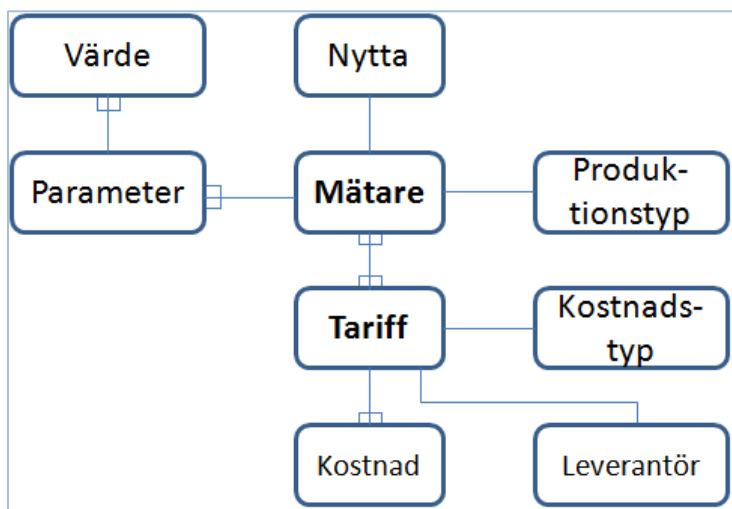 Värde
Nytta
Parameter
Mätare
Produk-
tionstyp
Tariff
Kostnads-
typ
Kostnad
Leverantör